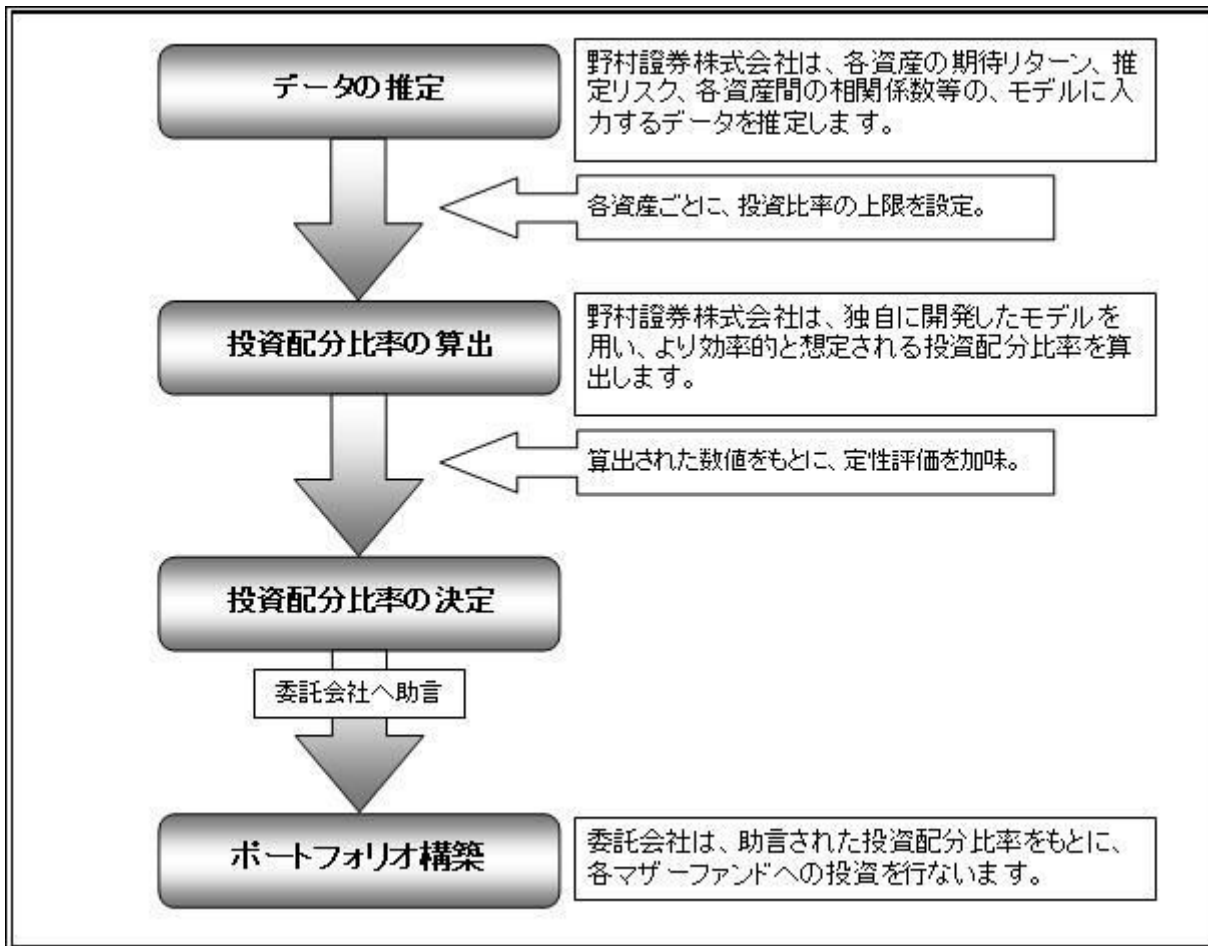 データの推定
野村證券株式会社は、各資産の期待リターン、推
定リスク、各資産間の相関係数等の、モデルに入
力するデータを推定します。
各資産ごとに、投資比率の上限を設定。
投資配分比率の算出
野村證券株式会社は、独自に開発したモデルを
用い、より効率的と想定される投資配分比率を算
出します。
算出された数値をもとに、定性評価を加味。
投資配分比率の決定
委託会社へ助言
ポートフォリオ構築
委託会社は、助言された投資配分比率をもとに、
各マザーファンドへの投資を行ないます。